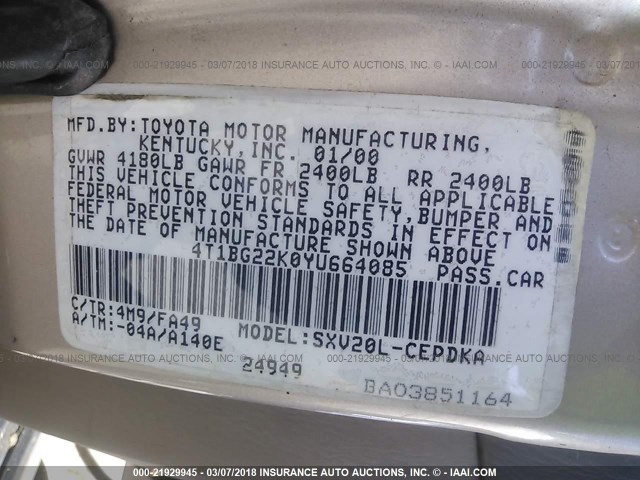 000-21929945 - 03/07/2018 INSURANCE AUTO AUCTIONS, INC. © - IAAI.COM
MFD.BY:TOYOTA MOTOR MANUFACTURING,
KENTUCKY,INC. 01/00
GVWR 4180LB GAWR FR 2400LB RR 2400LB
THIS VEHICLE CONFORMS TO ALL APPLICABLE
FEDERAL MOTOR VEHICLE SAFETY,BUMPER AND
THEFT PREVENTION STANDARDS IN EFFECT ON
THE DATE OF MANUFACTURE SHOWN ABOVE
4T1BG22K0YU664085 PASS.CAR
C/TR:4M9/FA49 MODEL:SXV20L-CEPDKA
A/TM:-04A/A140E
24949
BA03851164
000-21929945 - 03/07/2018 INSURANCE AUTO AUCTIONS, INC. © - IAAI.COM